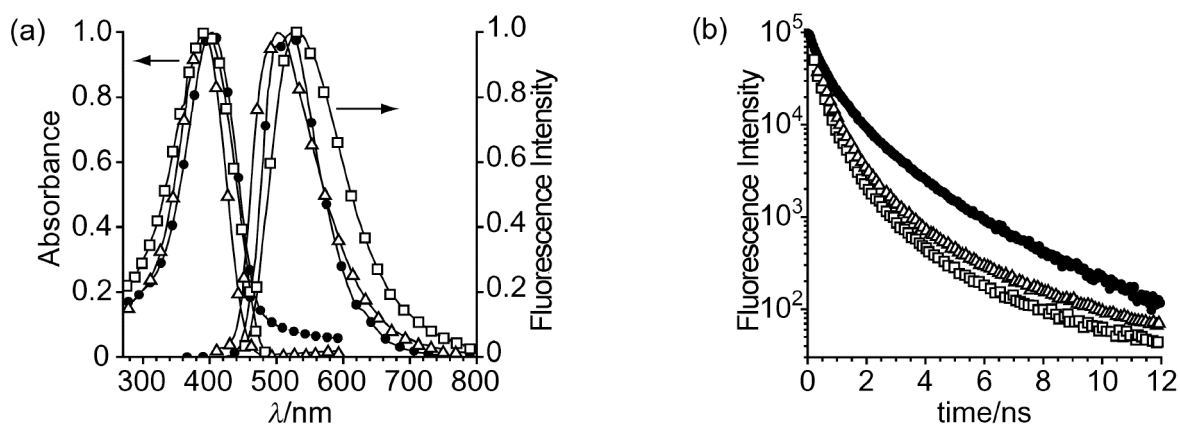 (a)
Absorbance
1.0
0.8
0.6
0.4
0.2
0
300 400 500 600 700 800
λ/nm
1.0
0.8
0.6
0.4
0.2
0
Fluorescence Intensity
(b)
Fluorescence Intensity
10⁵
10⁴
10³
10²
0 2 4 6 8 10 12
time/ns